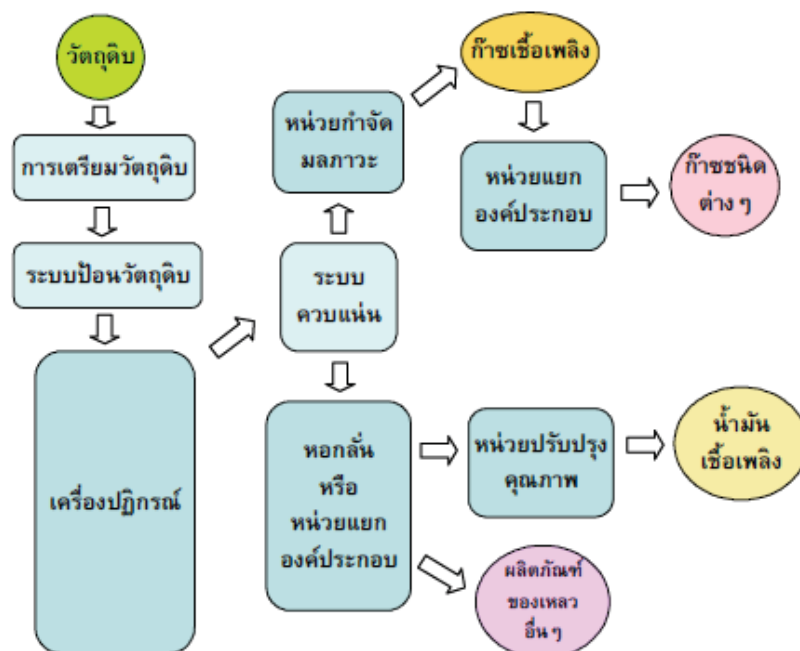 วัตถุดิบ
การเตรียมวัตถุดิบ
ระบบป้อนวัตถุดิบ
เครื่องปฏิกรณ์
ระบบ
ควบแน่น
หน่วยกำจัด
มลภาวะ
ก๊าซเชื้อเพลิง
หน่วยแยก
องค์ประกอบ
ก๊าซชนิด
ต่าง ๆ
หอกลั่น
หรือ
หน่วยแยก
องค์ประกอบ
หน่วยปรับปรุง
คุณภาพ
น้ำมัน
เชื้อเพลิง
ผลิตภัณฑ์
ของเหลว
อื่น ๆ